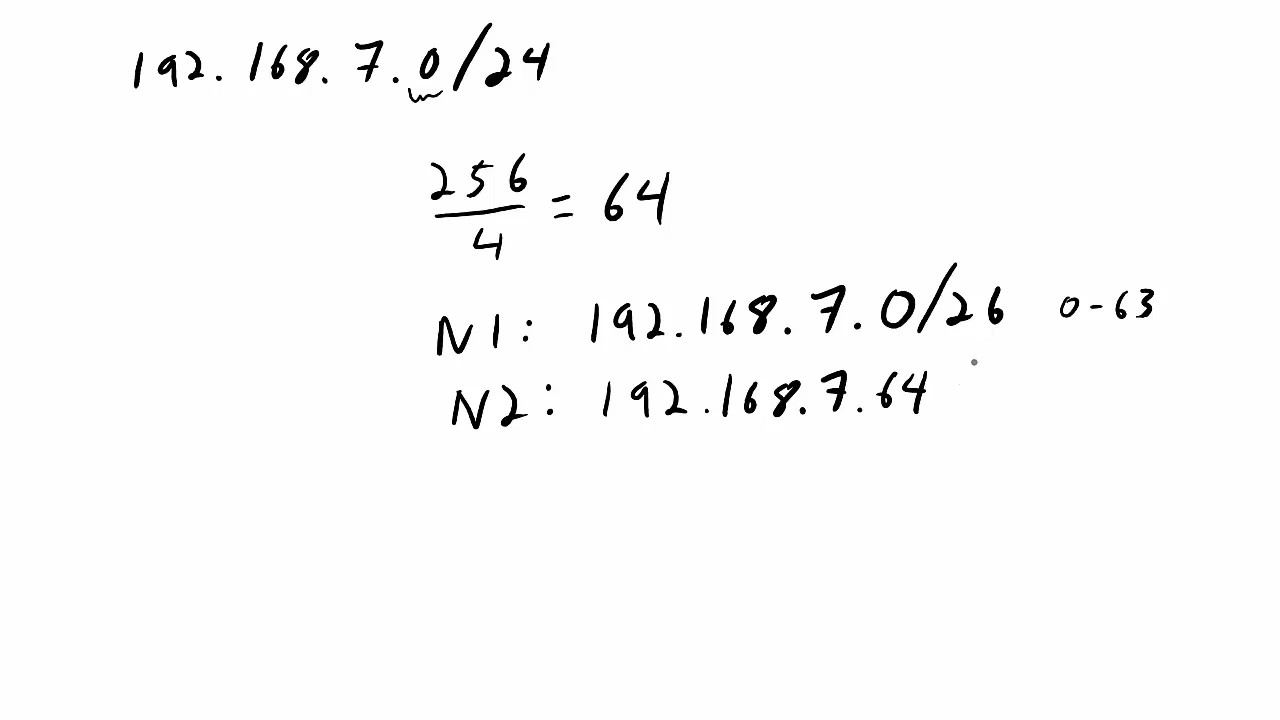 192.168.7.0/24
256
4
= 64
N1: 192.168.7.0/26 0-63
N2: 192.168.7.64